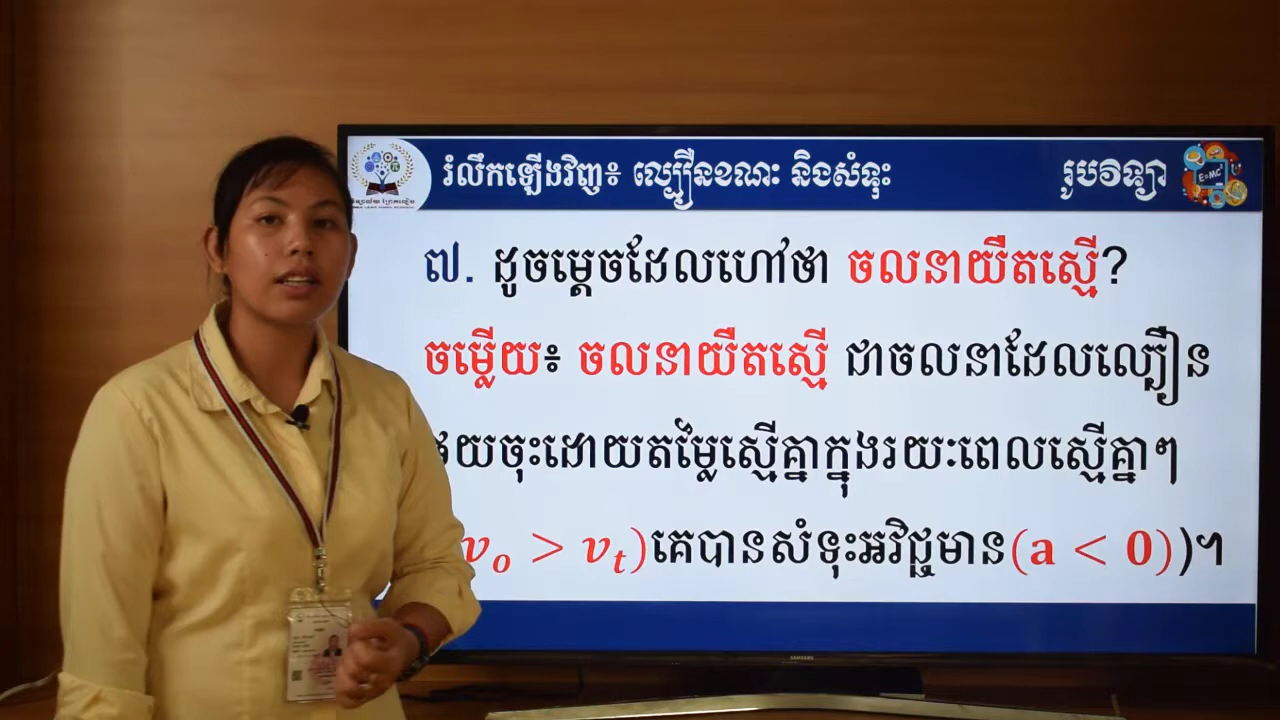 រំលឹកឡើងវិញ៖ ល្បឿនខណៈ និងសំទុះ
រូបវិទ្យា
E=MC²
៧. ដូចម្តេចដែលហៅថា ចលនាយឺតស្មើ?
ចម្លើយ៖ ចលនាយឺតស្មើ ជាចលនាដែលល្បឿន
ថយចុះដោយតម្លៃស្មើគ្នាក្នុងរយៈពេលស្មើគ្នាៗ
v₀ > vₜ)គេបានសំទុះអវិជ្ជមាន(a < 0))។
SAMSUNG